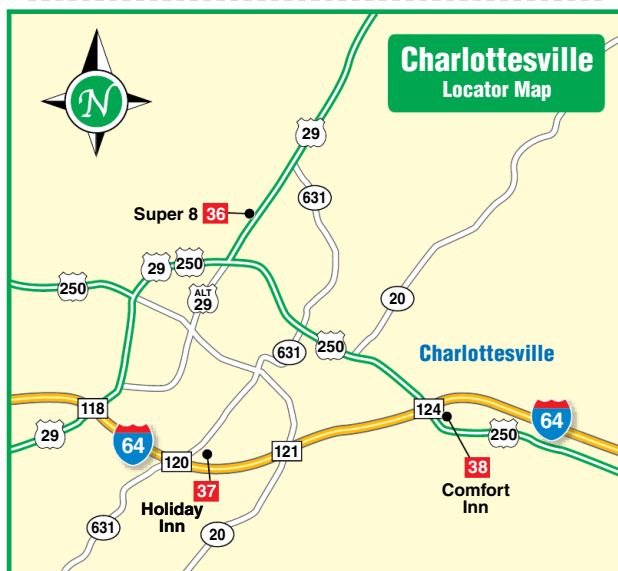 Charlottesville
Locator Map
N
29
631
Super 8 36
29
250
250
ALT
29
20
631
250
Charlottesville
118
124
29
64
250
64
120
121
37
38
Holiday
Inn
Comfort
Inn
631
20